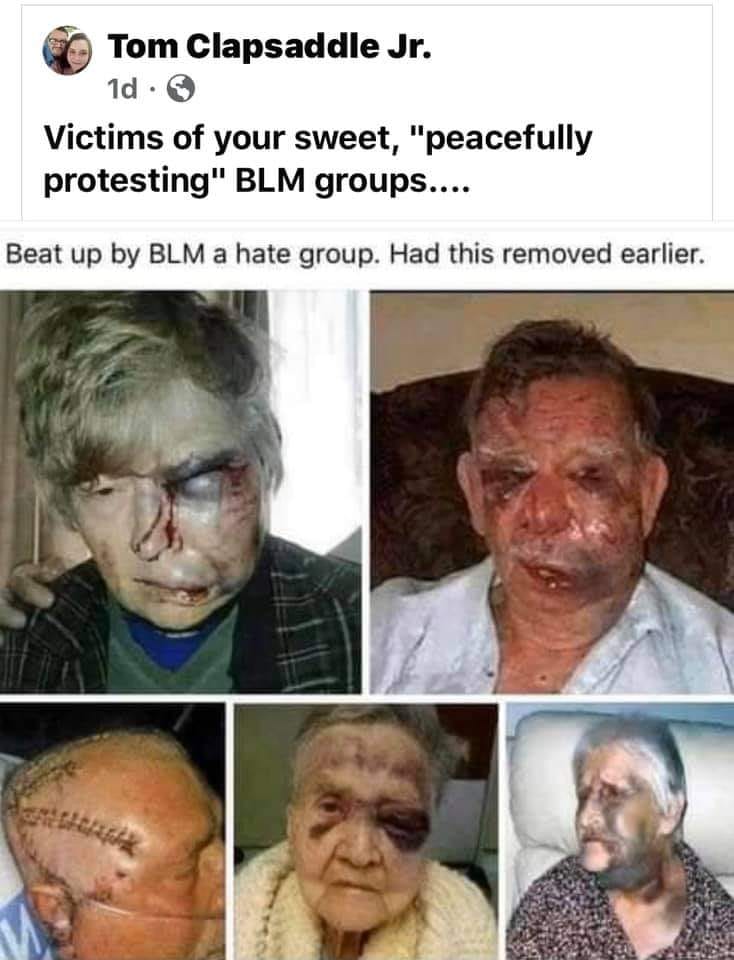 Tom Clapsaddle Jr.
1d ·
Victims of your sweet, "peacefully
protesting" BLM groups....
Beat up by BLM a hate group. Had this removed earlier.